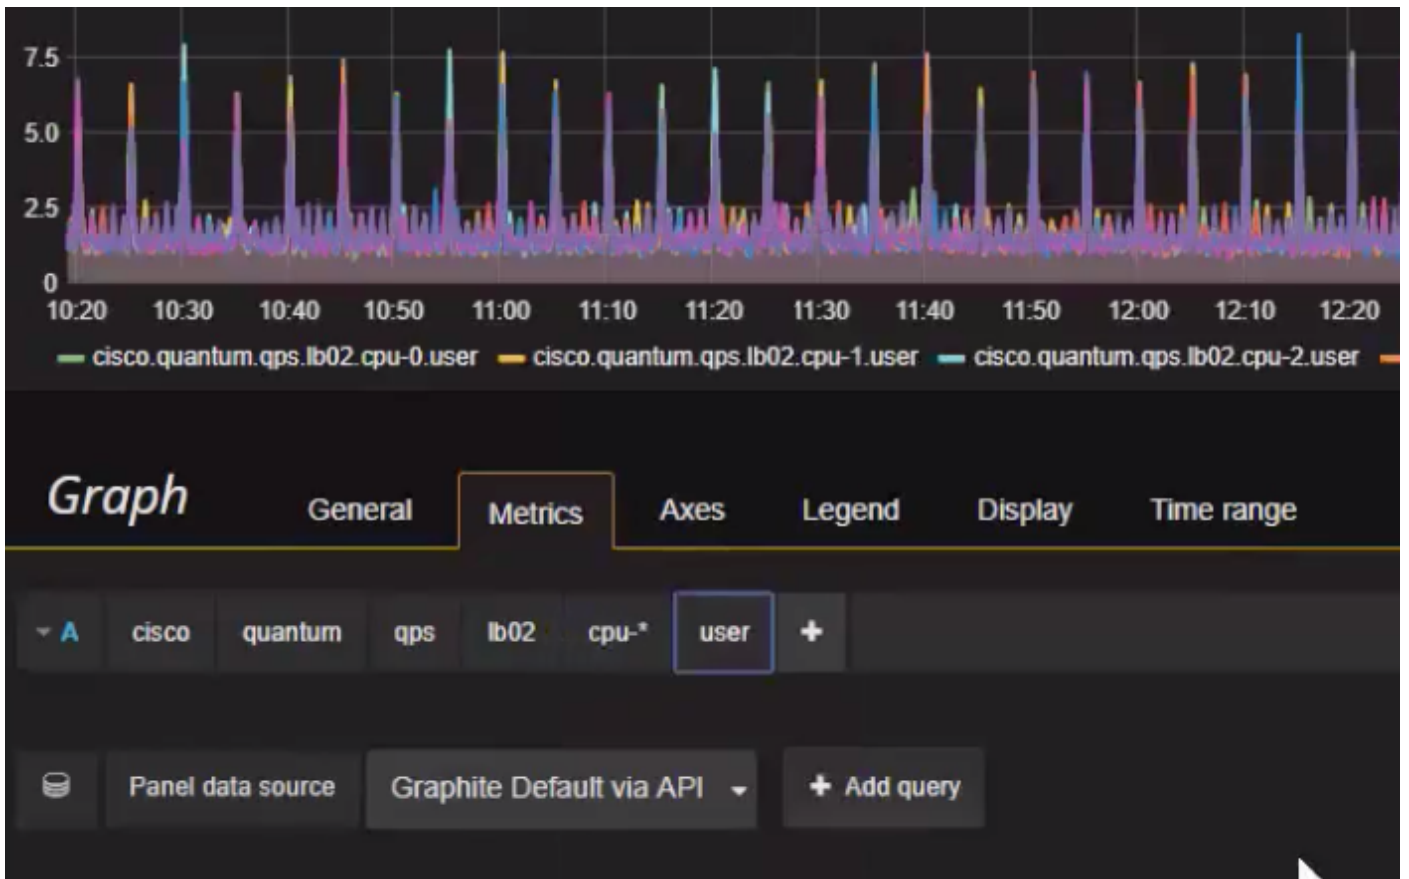 7.5
5.0
2.5
0
10:20 10:30 10:40 10:50 11:00 11:10 11:20 11:30 11:40 11:50 12:00 12:10 12:20
cisco.quantum.qps.lb02.cpu-0.user cisco.quantum.qps.lb02.cpu-1.user cisco.quantum.qps.lb02.cpu-2.user
Graph General Metrics Axes Legend Display Time range
A cisco quantum qps lb02 cpu-* user +
Panel data source Graphite Default via API + Add query